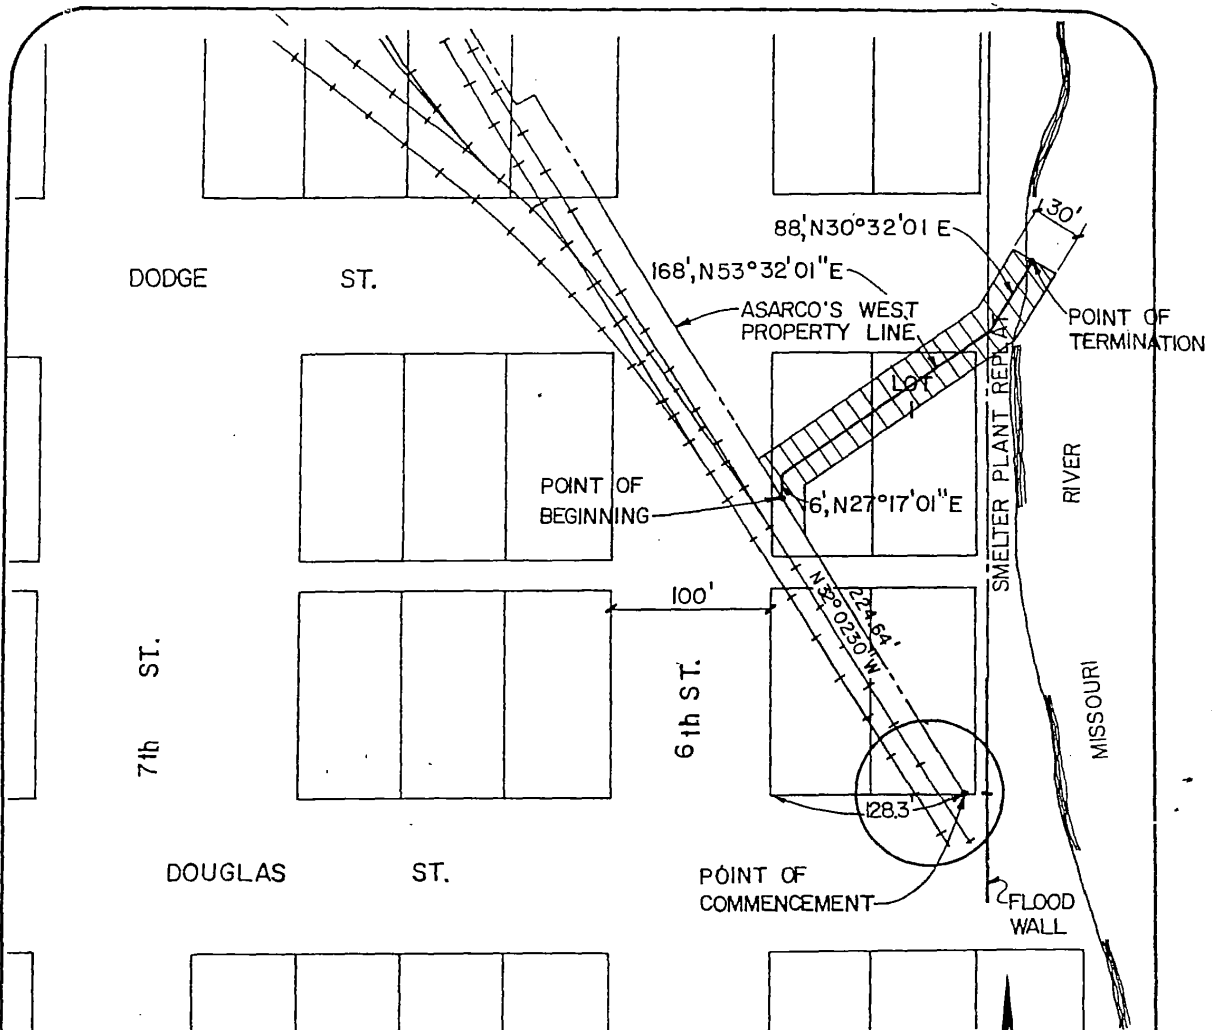 30'
88', N30°32'01 E
168', N53°32'01"E
DODGE ST.
ASARCO'S WEST
PROPERTY LINE
POINT OF
TERMINATION
LOT
1
SMELTER PLANT REPLAT
RIVER
POINT OF
BEGINNING
6', N27°17'01"E
N32°0230"W
224.64'
100'
7th ST.
6th ST.
MISSOURI
128.3'
DOUGLAS ST.
POINT OF
COMMENCEMENT
FLOOD
WALL